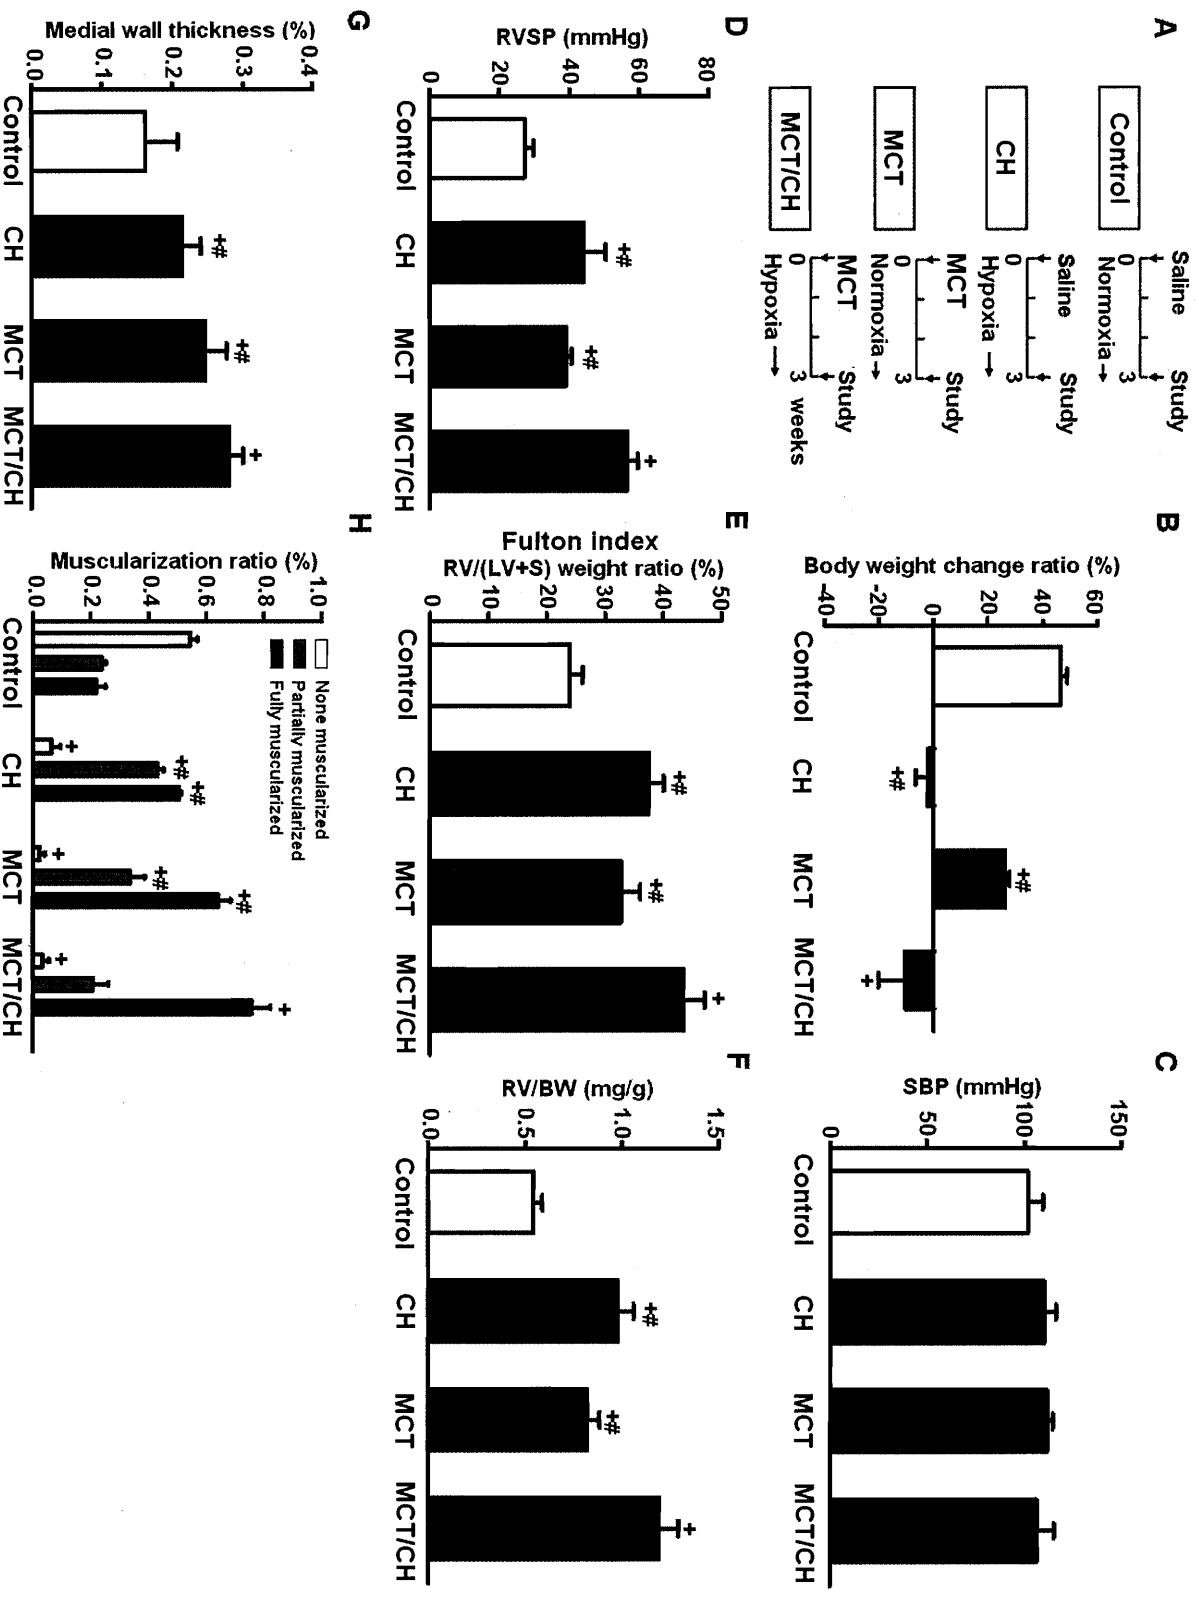 A
Control
Saline Study
0 3
Normoxia→
CH
Saline Study
0 3
Hypoxia →
MCT
MCT Study
0 3
Normoxia→
MCT/CH
MCT Study
0 3 weeks
Hypoxia →
B
Body weight change ratio (%)
60
40
20
0
-20
-40
+#
+#
+
Control CH MCT MCT/CH
C
SBP (mmHg)
150
100
50
0
Control CH MCT MCT/CH
D
RVSP (mmHg)
80
60
40
20
0
+#
+#
+
Control CH MCT MCT/CH
E
Fulton index
RV/(LV+S) weight ratio (%)
50
40
30
20
10
0
+#
+#
+
Control CH MCT MCT/CH
F
RV/BW (mg/g)
1.5
1.0
0.5
0.0
+#
+#
+
Control CH MCT MCT/CH
G
Medial wall thickness (%)
0.4
0.3
0.2
0.1
0.0
+#
+#
+
Control CH MCT MCT/CH
H
Muscularization ratio (%)
1.0
0.8
0.6
0.4
0.2
0.0
None muscularized
Partially muscularized
Fully muscularized
+ +# +#
+ +# +#
+ +
Control CH MCT MCT/CH